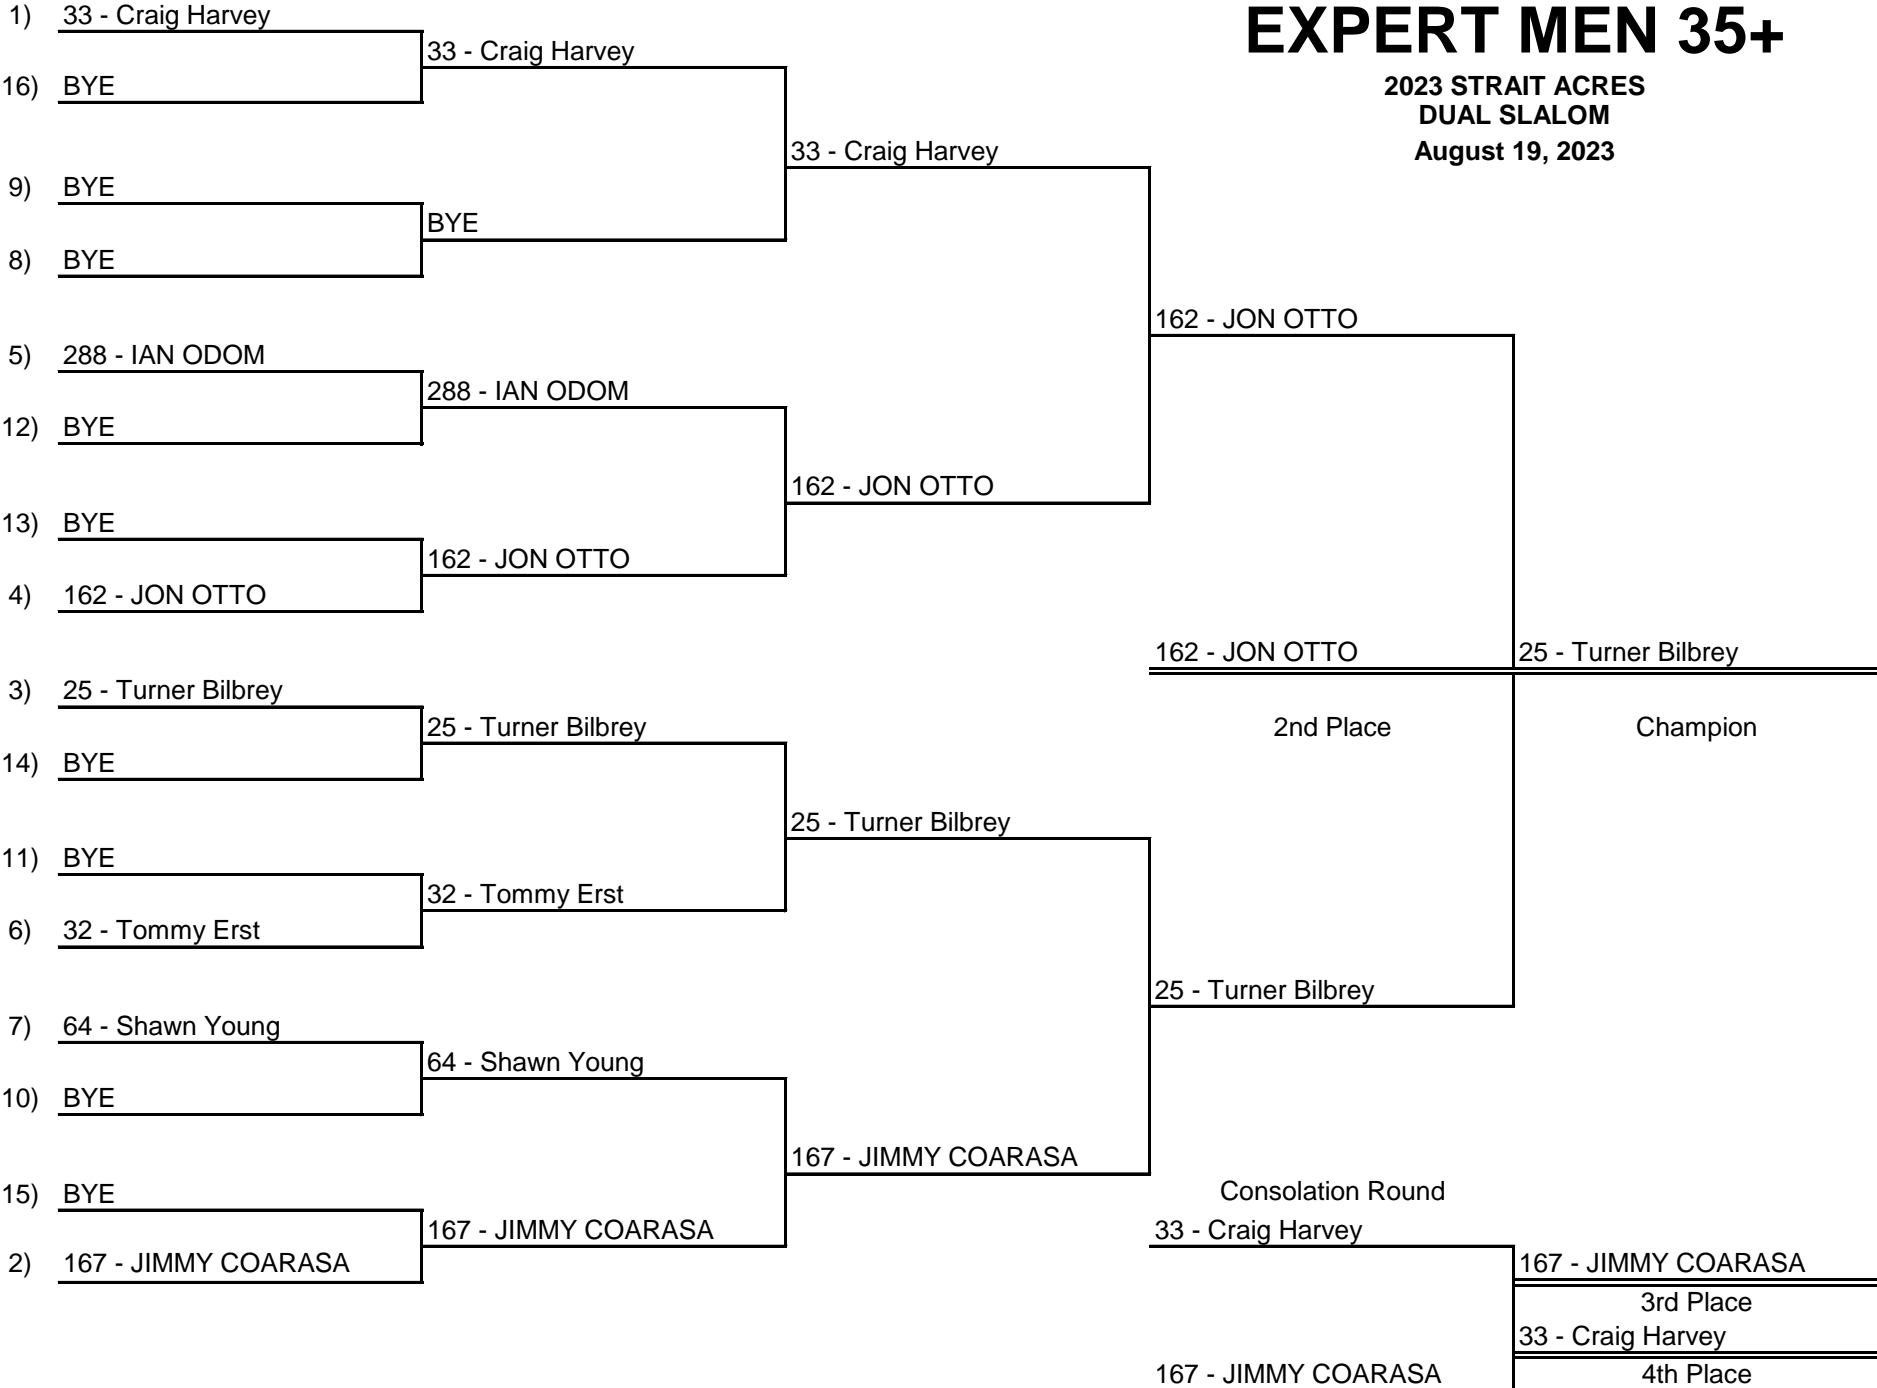 EXPERT MEN 35+
2023 STRAIT ACRES
DUAL SLALOM
August 19, 2023
1) 33 - Craig Harvey
33 - Craig Harvey
16) BYE
33 - Craig Harvey
9) BYE
BYE
8) BYE
162 - JON OTTO
5) 288 - IAN ODOM
288 - IAN ODOM
12) BYE
162 - JON OTTO
13) BYE
162 - JON OTTO
4) 162 - JON OTTO
162 - JON OTTO
25 - Turner Bilbrey
3) 25 - Turner Bilbrey
25 - Turner Bilbrey
2nd Place
Champion
14) BYE
25 - Turner Bilbrey
11) BYE
32 - Tommy Erst
6) 32 - Tommy Erst
25 - Turner Bilbrey
7) 64 - Shawn Young
64 - Shawn Young
10) BYE
167 - JIMMY COARASA
15) BYE
Consolation Round
167 - JIMMY COARASA
33 - Craig Harvey
2) 167 - JIMMY COARASA
167 - JIMMY COARASA
3rd Place
33 - Craig Harvey
167 - JIMMY COARASA
4th Place